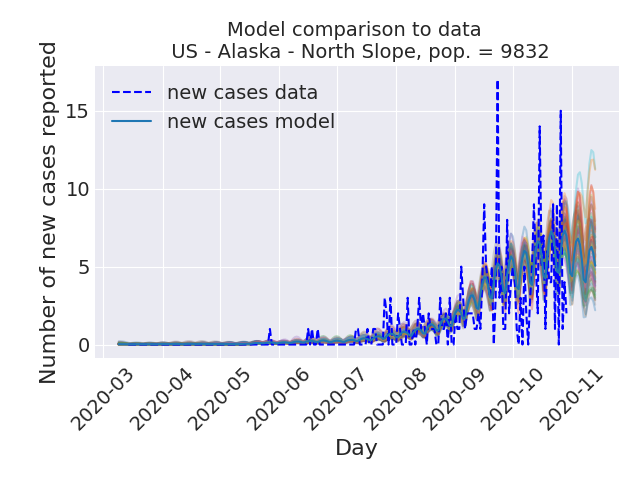 Model comparison to data
US - Alaska - North Slope, pop. = 9832
new cases data
new cases model
Number of new cases reported
15
10
5
0
2020-03
2020-04
2020-05
2020-06
2020-07
2020-08
2020-09
2020-10
2020-11
Day